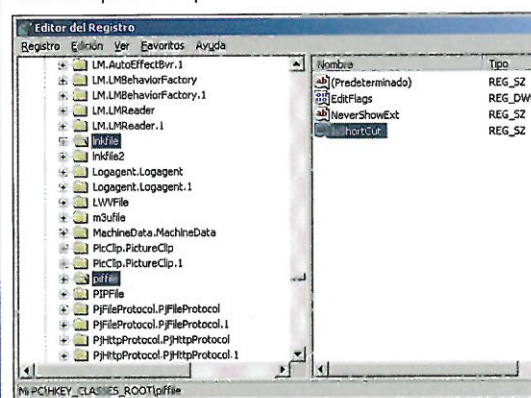 Editor del Registro
Registro Edición Ver Favoritos Ayuda
LM.AutoEffectBvr.1
LM.LMBehaviorFactory
LM.LMBehaviorFactory.1
LM.LMReader
LM.LMReader.1
lnkfile
lnkfile2
Logagent.Logagent
Logagent.Logagent.1
LWVFile
m3ufile
MachineData.MachineData
PicClip.PictureClip
PicClip.PictureClip.1
piffile
PIPFile
PjFileProtocol.PjFileProtocol
PjFileProtocol.PjFileProtocol.1
PjHttpProtocol.PjHttpProtocol
PjHttpProtocol.PjHttpProtocol.1
Nombre Tipo
(Predeterminado) REG_SZ
EditFlags REG_DW
NeverShowExt REG_SZ
IsShortCut REG_SZ
Mi PC\HKEY_CLASSES_ROOT\piffile